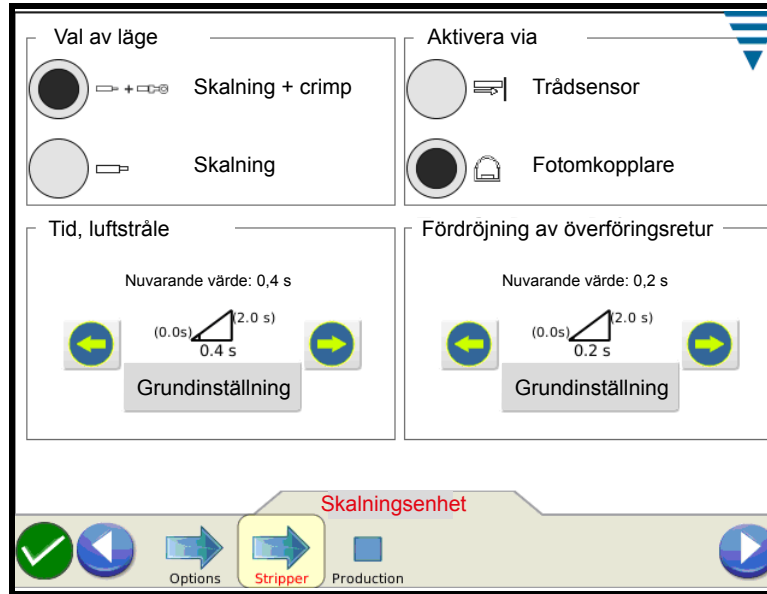 Val av läge
Skalning + crimp
Skalning
Aktivera via
Trådsensor
Fotomkopplare
Tid, luftstråle
Nuvarande värde: 0,4 s
(0.0s)
(2.0 s)
0.4 s
Grundinställning
Fördröjning av överföringsretur
Nuvarande värde: 0,2 s
(0.0s)
(2.0 s)
0.2 s
Grundinställning
Skalningsenhet
Options
Stripper
Production